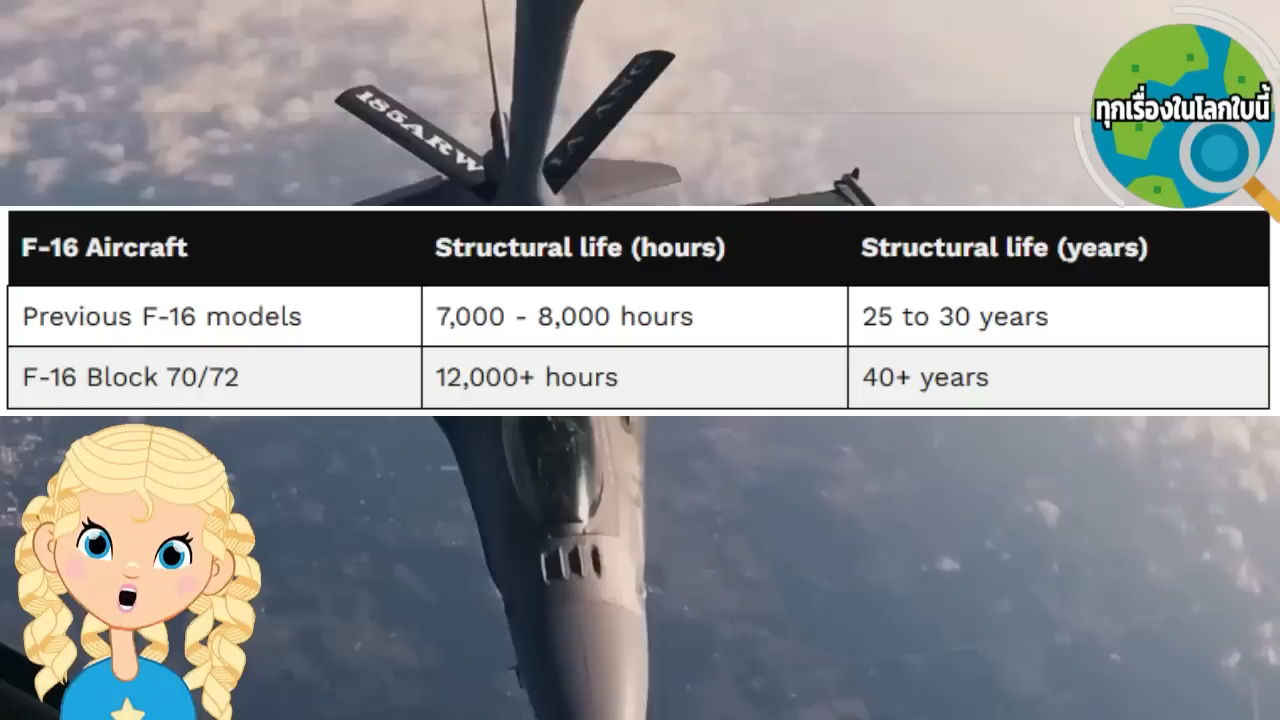 185ARW
ทุกเรื่องในโลกใบนี้
F-16 Aircraft Structural life (hours) Structural life (years)
Previous F-16 models 7,000 - 8,000 hours 25 to 30 years
F-16 Block 70/72 12,000+ hours 40+ years